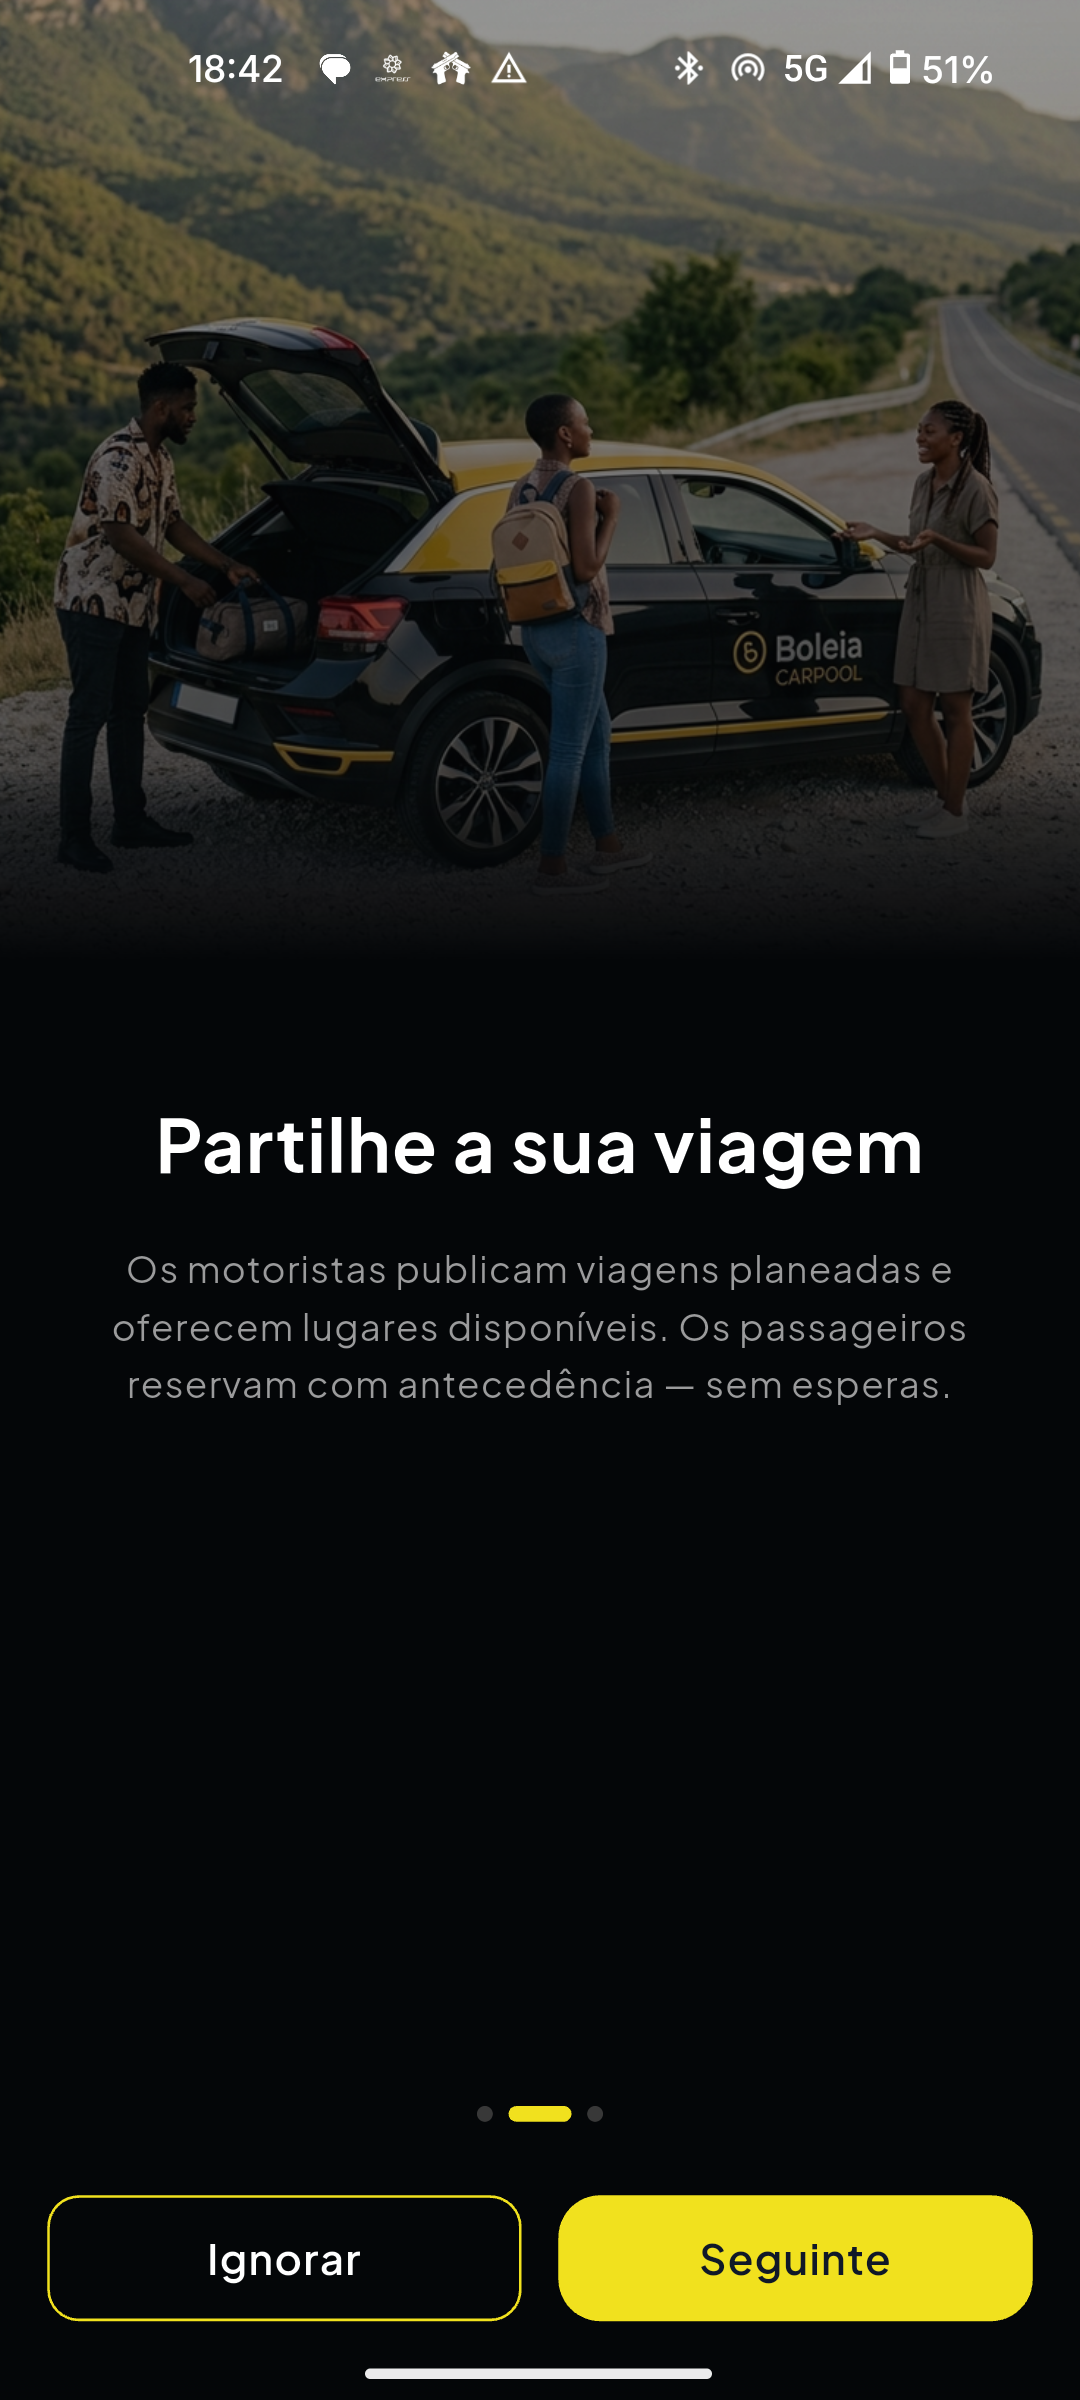 18:42
5G
51%
Boleia
CARPOOL
Partilhe a sua viagem
Os motoristas publicam viagens planeadas e
oferecem lugares disponíveis. Os passageiros
reservam com antecedência — sem esperas.
Ignorar
Seguinte